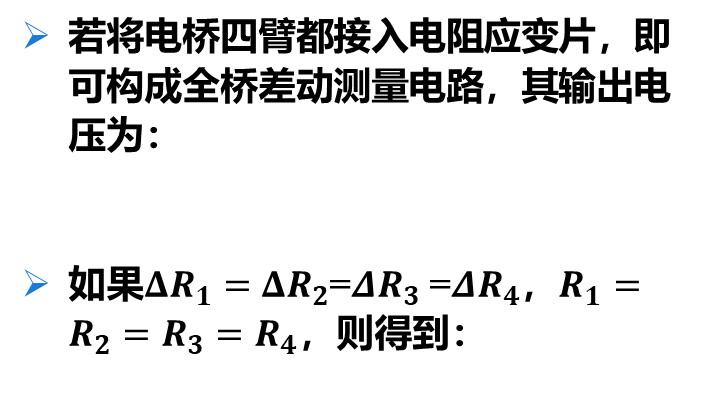 ➢ 若将电桥四臂都接入电阻应变片，即
可构成全桥差动测量电路，其输出电
压为：
➢ 如果ΔR₁ = ΔR₂=ΔR₃ =ΔR₄，R₁ =
R₂ = R₃ = R₄，则得到：